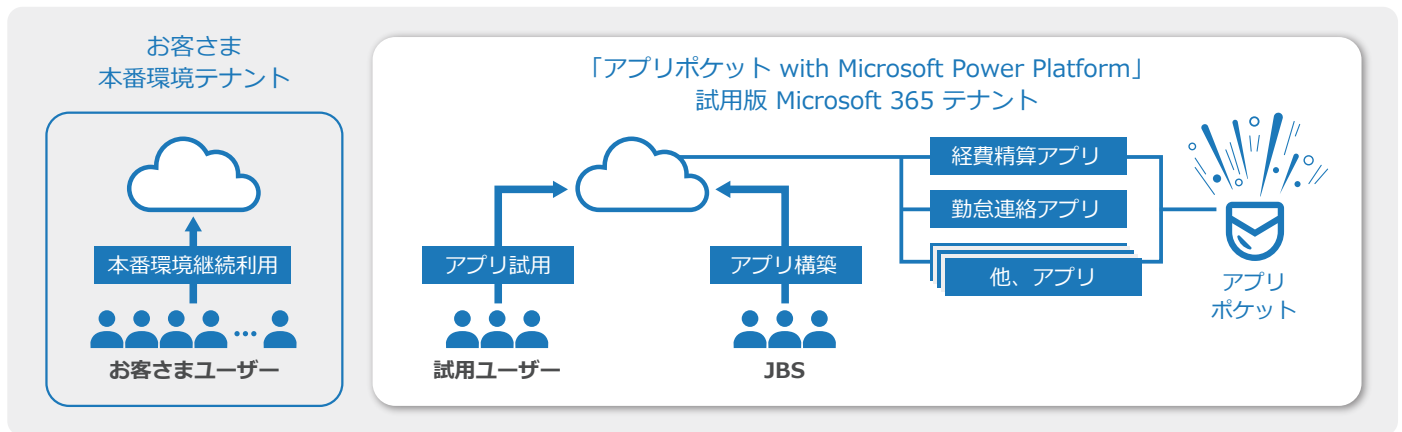 お客さま
本番環境テナント
本番環境継続利用
お客さまユーザー
「アプリポケット with Microsoft Power Platform」
試用版 Microsoft 365 テナント
アプリ試用
試用ユーザー
アプリ構築
JBS
経費精算アプリ
勤怠連絡アプリ
他、アプリ
アプリ
ポケット